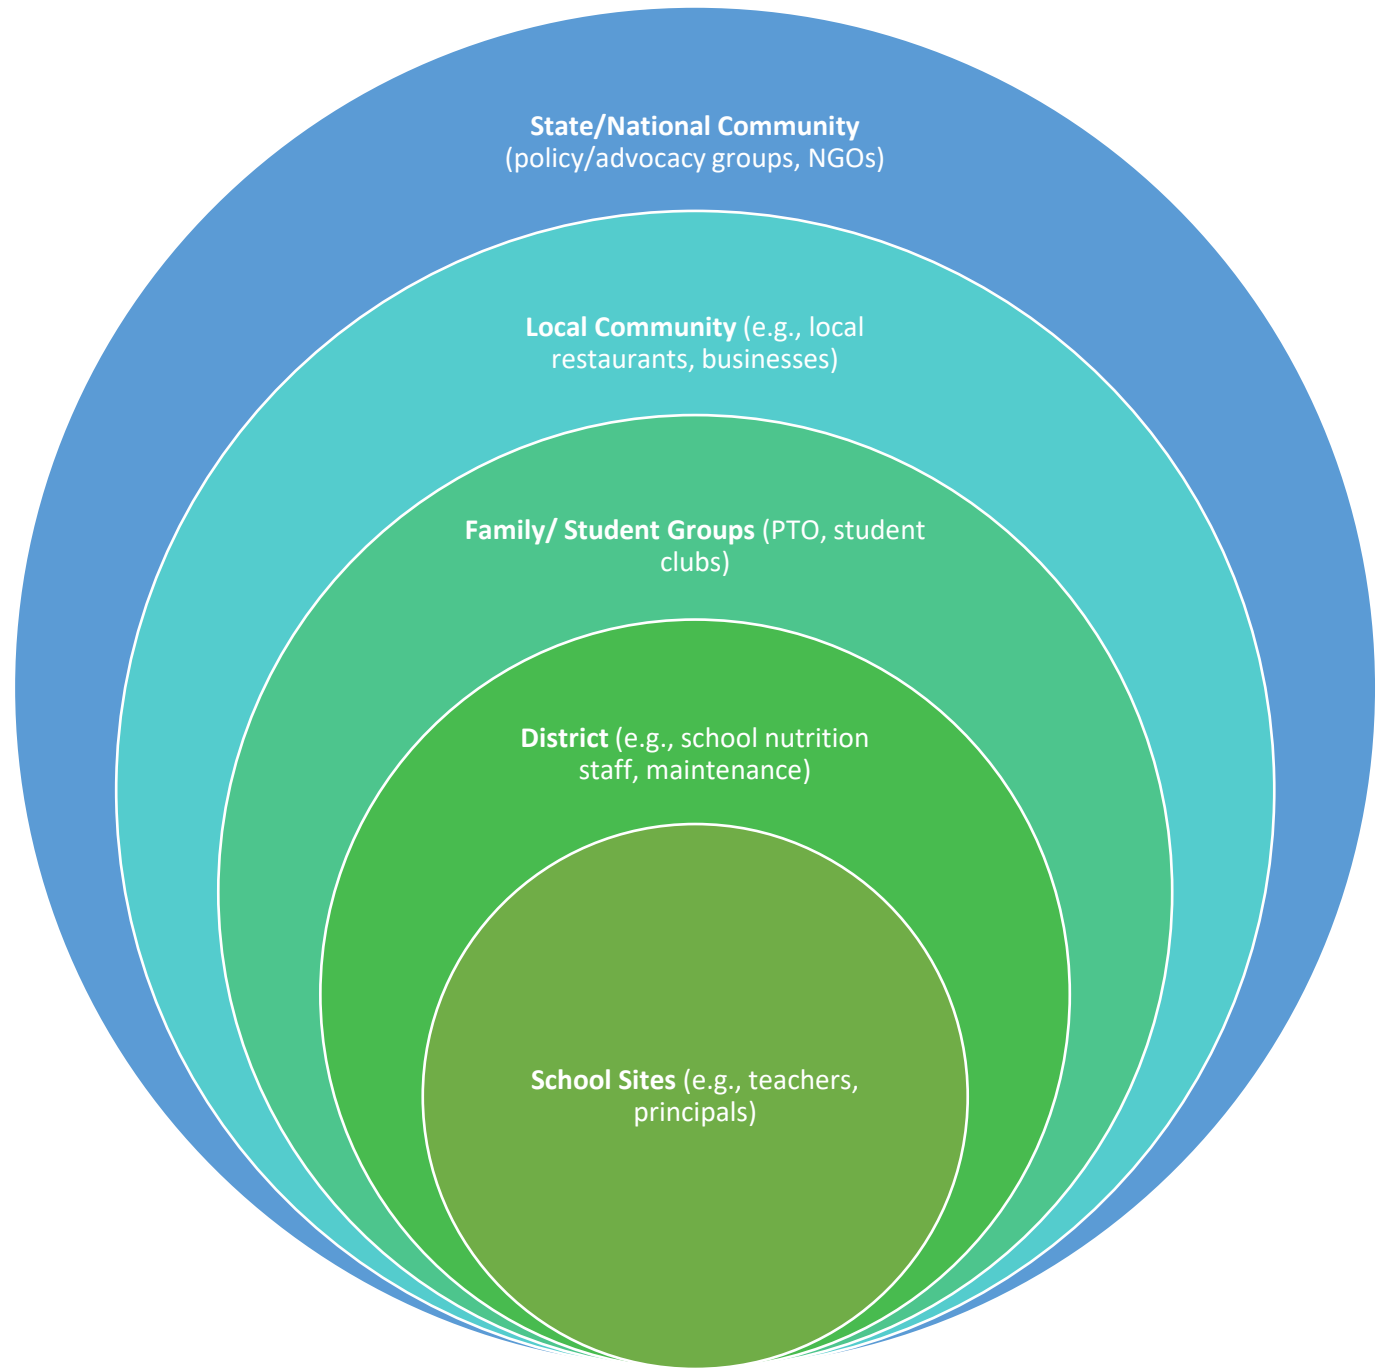 State/National Community
(policy/advocacy groups, NGOs)
Local Community (e.g., local
restaurants, businesses)
Family/ Student Groups (PTO, student
clubs)
District (e.g., school nutrition
staff, maintenance)
School Sites (e.g., teachers,
principals)